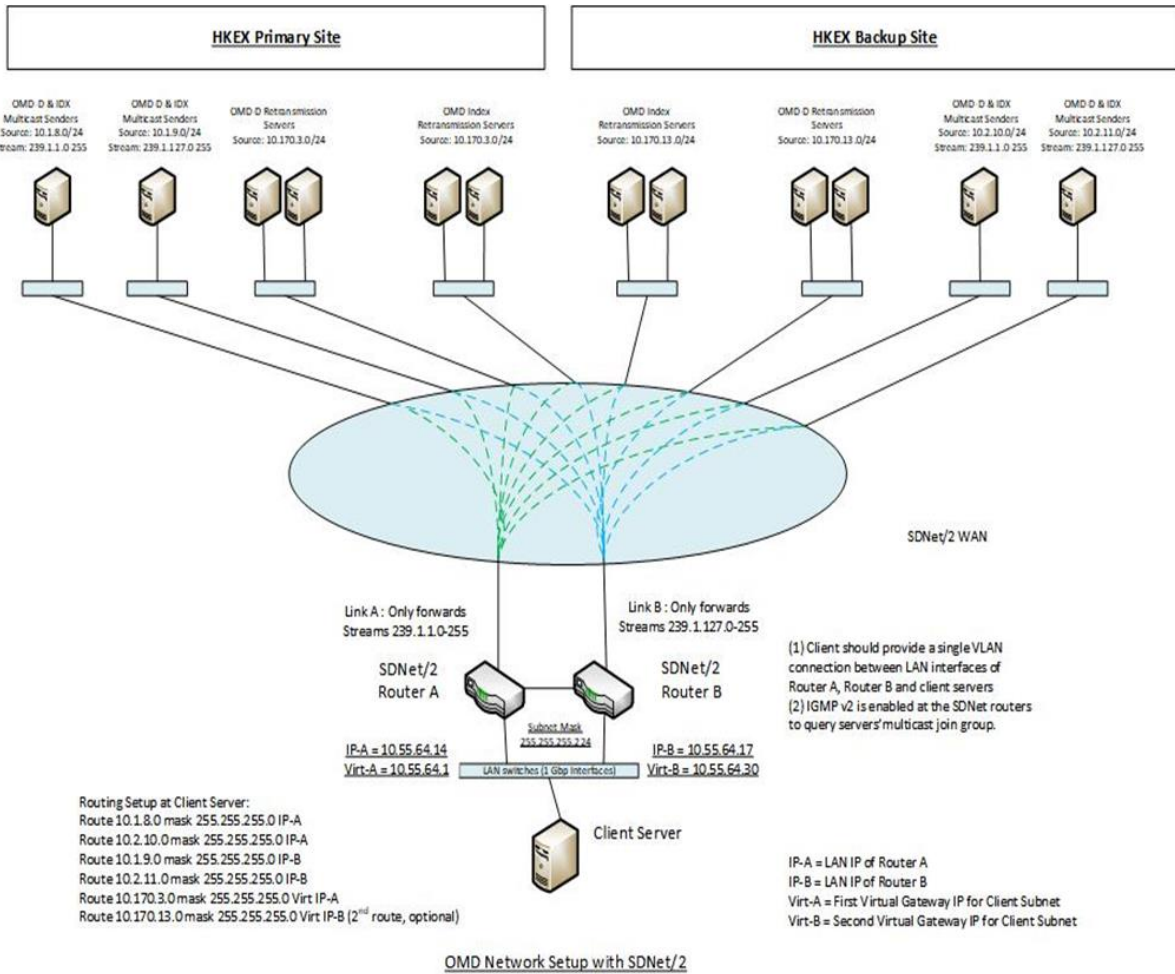 HKEX Primary Site
HKEX Backup Site
OMD D & IDX
Multicast Senders
Source: 10.1.8.0/24
Stream: 239.1.1.0 255
OMD D & IDX
Multicast Senders
Source: 10.1.9.0/24
Stream: 239.1.127.0 255
OMD D Retransmission
Servers
Source: 10.170.3.0/24
OMD Index
Retransmission Servers
Source: 10.170.3.0/24
OMD Index
Retransmission Servers
Source: 10.170.13.0/24
OMD D Retransmission
Servers
Source: 10.170.13.0/24
OMD D & IDX
Multicast Senders
Source: 10.2.10.0/24
Stream: 239.1.1.0 255
OMD D & IDX
Multicast Senders
Source: 10.2.11.0/24
Stream: 239.1.127.0 255
SDNet/2 WAN
Link A : Only forwards
Streams 239.1.1.0-255
Link B : Only forwards
Streams 239.1.127.0-255
SDNet/2
Router A
SDNet/2
Router B
(1) Client should provide a single VLAN
connection between LAN interfaces of
Router A, Router B and client servers
(2) IGMP v2 is enabled at the SDNet routers
to query servers' multicast join group.
Subnet Mask
255.255.255.224
IP-A = 10.55.64.14
Virt-A = 10.55.64.1
IP-B = 10.55.64.17
Virt-B = 10.55.64.30
LAN switches (1 Gbp Interfaces)
Client Server
Routing Setup at Client Server:
Route 10.1.8.0 mask 255.255.255.0 IP-A
Route 10.2.10.0 mask 255.255.255.0 IP-A
Route 10.1.9.0 mask 255.255.255.0 IP-B
Route 10.2.11.0 mask 255.255.255.0 IP-B
Route 10.170.3.0 mask 255.255.255.0 Virt IP-A
Route 10.170.13.0 mask 255.255.255.0 Virt IP-B (2nd route, optional)
IP-A = LAN IP of Router A
IP-B = LAN IP of Router B
Virt-A = First Virtual Gateway IP for Client Subnet
Virt-B = Second Virtual Gateway IP for Client Subnet
OMD Network Setup with SDNet/2